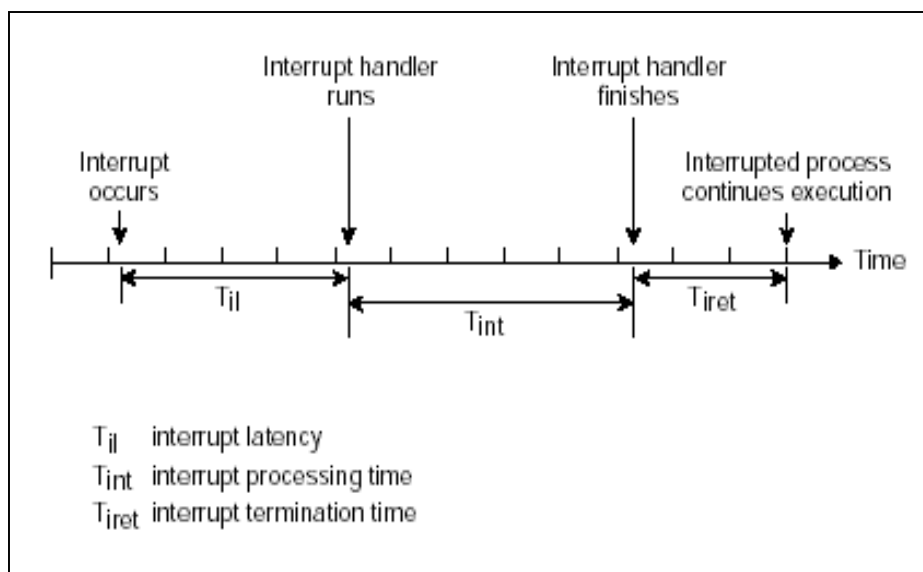 Interrupt handler
runs
Interrupt handler
finishes
Interrupt
occurs
Interrupted process
continues execution
Time
Til
Tint
Tiret
Til interrupt latency
Tint interrupt processing time
Tiret interrupt termination time